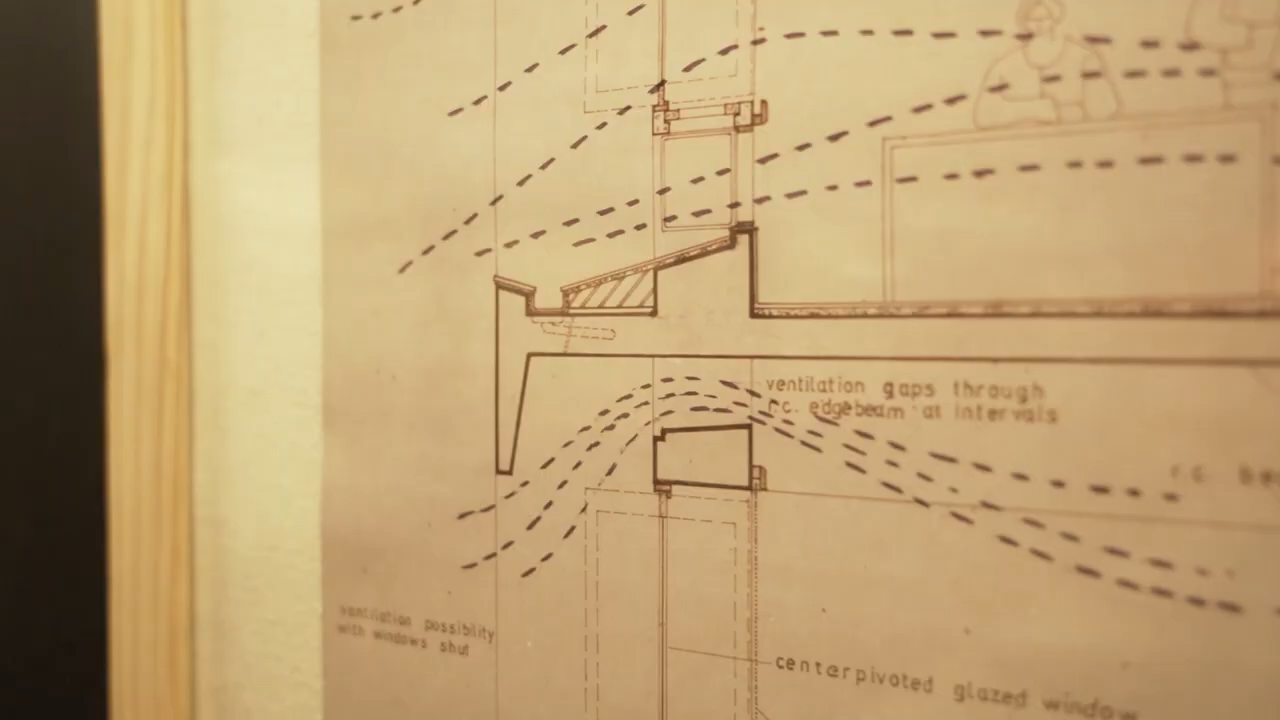 ventilation gaps through
r.c. edgebeam at intervals
r.c.
ventilation possibility
with windows shut
centerpivoted glazed window